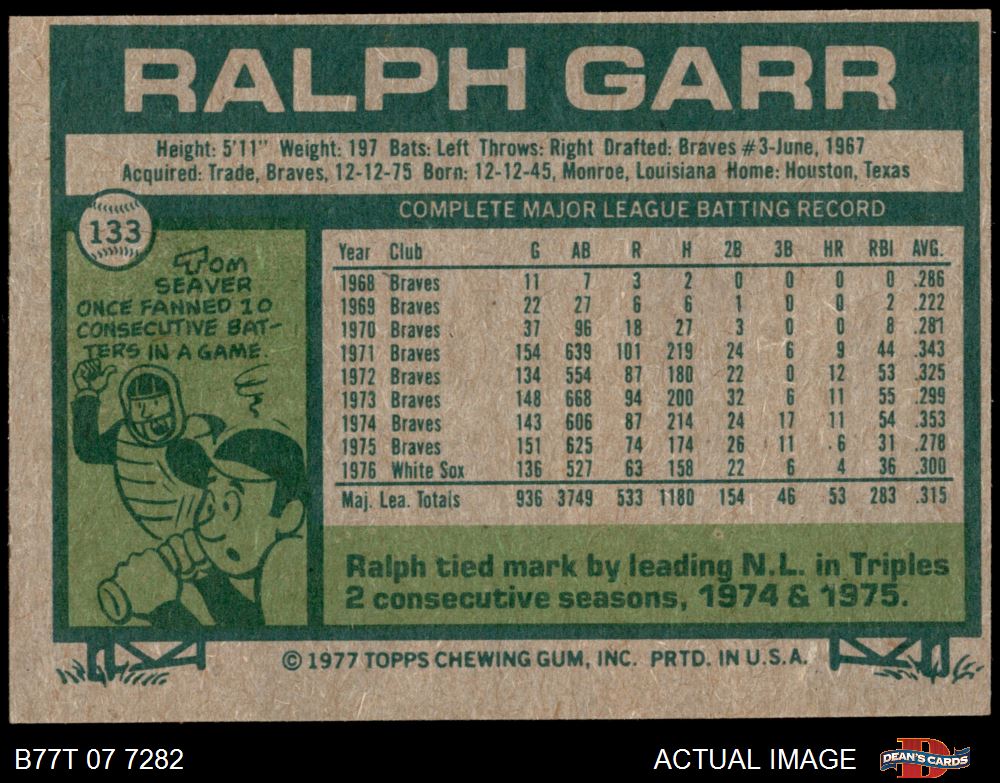 RALPH GARR
Height: 5'11" Weight: 197 Bats: Left Throws: Right Drafted: Braves #3-June, 1967
Acquired: Trade, Braves, 12-12-75 Born: 12-12-45, Monroe, Louisiana Home: Houston, Texas
133
COMPLETE MAJOR LEAGUE BATTING RECORD
TOM
SEAVER
ONCE FANNED 10
CONSECUTIVE BAT-
TERS IN A GAME.
Year Club G AB R H 2B 3B HR RBI AVG.
1968 Braves 11 7 3 2 0 0 0 0 .286
1969 Braves 22 27 6 6 1 0 0 2 .222
1970 Braves 37 96 18 27 3 0 0 8 .281
1971 Braves 154 639 101 219 24 6 9 44 .343
1972 Braves 134 554 87 180 22 0 12 53 .325
1973 Braves 148 668 94 200 32 6 11 55 .299
1974 Braves 143 606 87 214 24 17 11 54 .353
1975 Braves 151 625 74 174 26 11 6 31 .278
1976 White Sox 136 527 63 158 22 6 4 36 .300
Maj. Lea. Totals 936 3749 533 1180 154 46 53 283 .315
Ralph tied mark by leading N.L. in Triples
2 consecutive seasons, 1974 & 1975.
© 1977 TOPPS CHEWING GUM, INC. PRTD. IN U.S.A.
B77T 07 7282 ACTUAL IMAGE DEAN'S CARDS